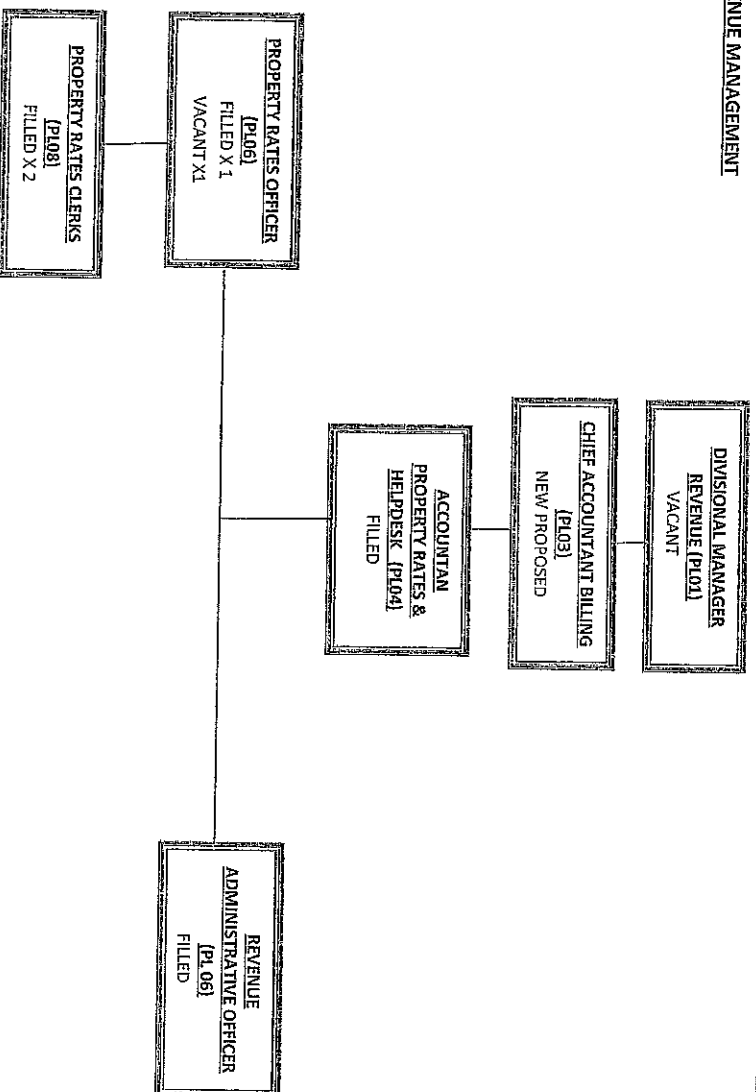 NUE MANAGEMENT
DIVISIONAL MANAGER
REVENUE (PL01)
VACANT
CHIEF ACCOUNTANT BILLING
(PL03)
NEW PROPOSED
ACCOUNTAN
PROPERTY RATES &
HELPDESK (PL04)
FILLED
PROPERTY RATES OFFICER
(PL06)
FILLED X 1
VACANT X1
REVENUE
ADMINISTRATIVE OFFICER
(PL 06)
FILLED
PROPERTY RATES CLERKS
(PL08)
FILLED X 2